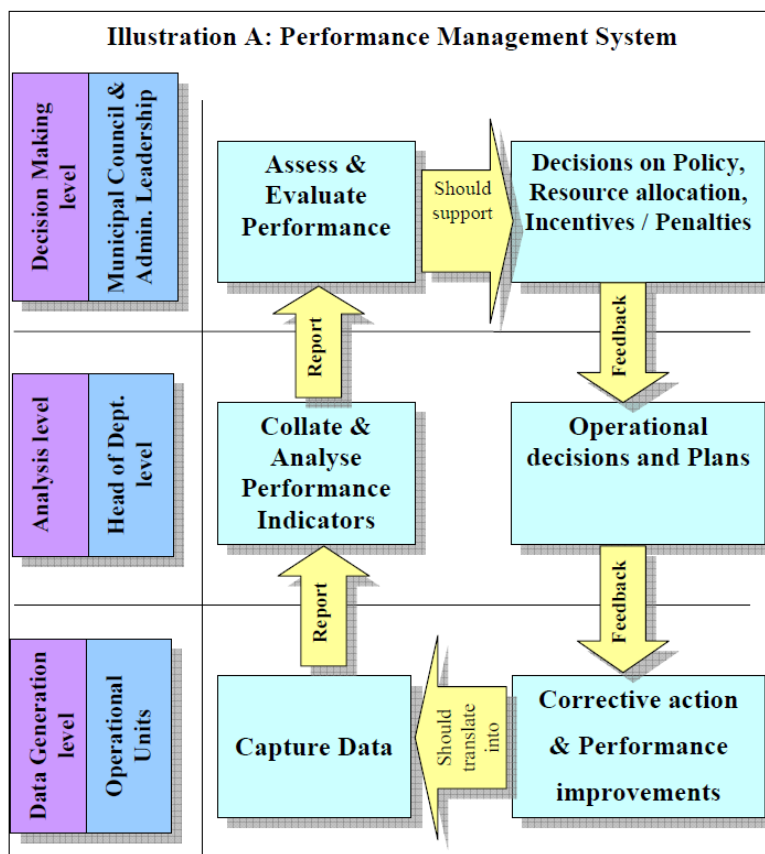 Illustration A: Performance Management System
Decision Making
level
Municipal Council &
Admin. Leadership
Assess &
Evaluate
Performance
Should
support
Decisions on Policy,
Resource allocation,
Incentives / Penalties
Report
Feedback
Analysis level
Head of Dept.
level
Collate &
Analyse
Performance
Indicators
Operational
decisions and Plans
Report
Feedback
Data Generation
level
Operational
Units
Capture Data
Should
translate
into
Corrective action
& Performance
improvements